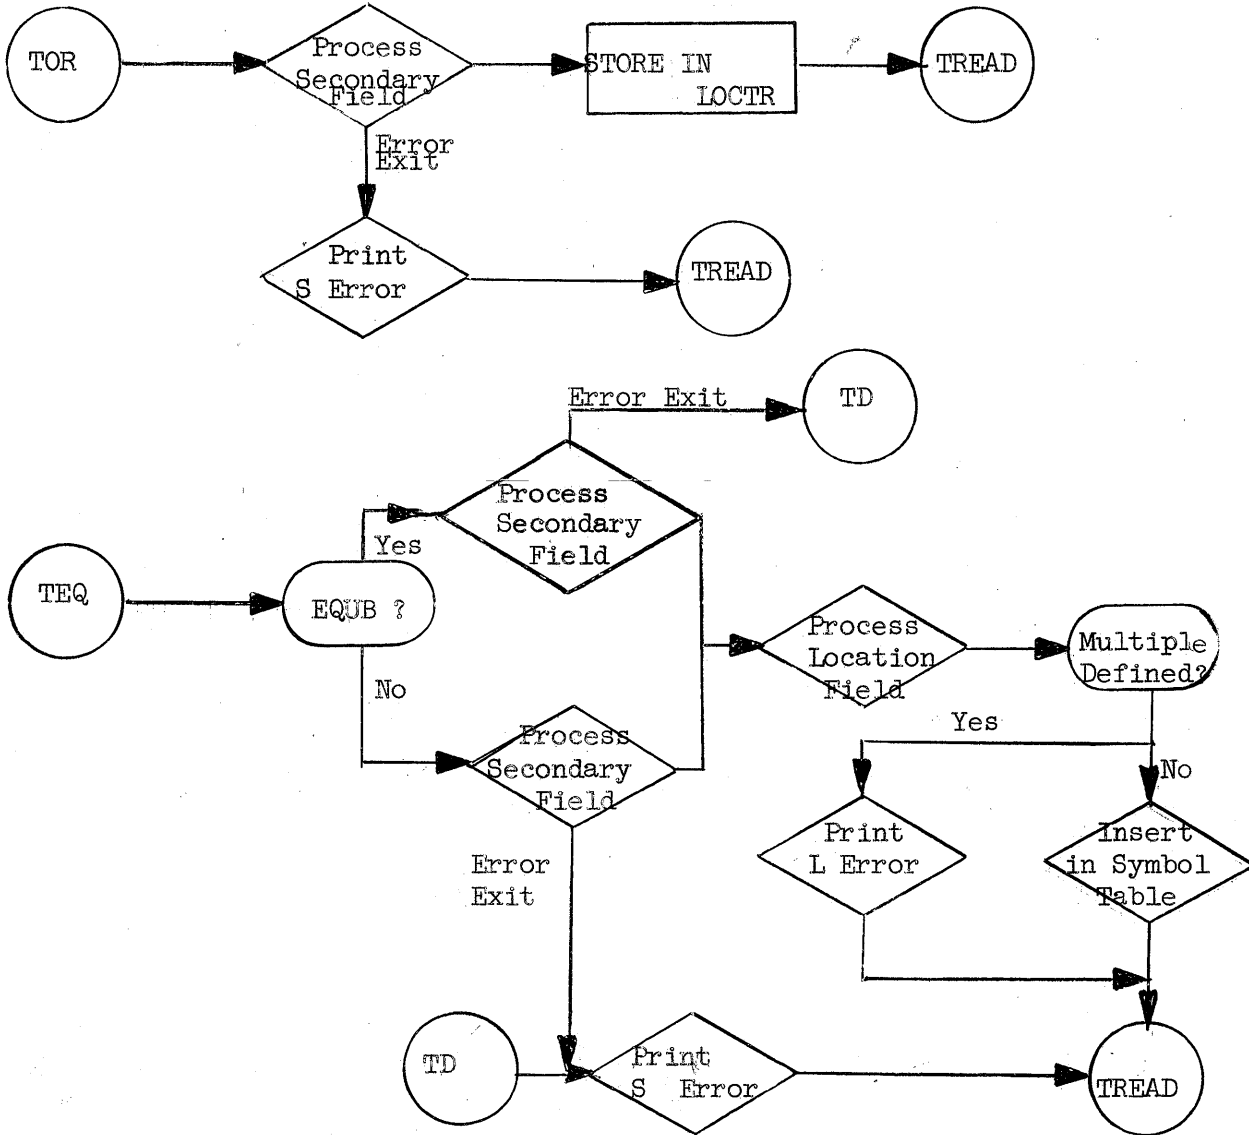 TOR
Process
Secondary
Field
STORE IN
LOCTR
TREAD
Error
Exit
Print
S Error
TREAD
Error Exit
TD
Process
Secondary
Field
Yes
TEQ
EQUB ?
No
Process
Location
Field
Multiple
Defined?
Process
Secondary
Field
Yes
No
Print
L Error
Insert
in Symbol
Table
Error
Exit
TD
Print
S Error
TREAD